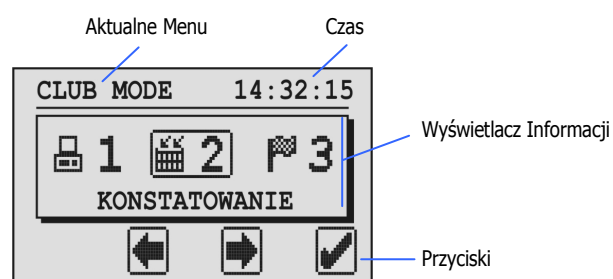 Aktualne Menu Czas
CLUB MODE 14:32:15
1 2 3
Wyświetlacz Informacji
KONSTATOWANIE
Przyciski